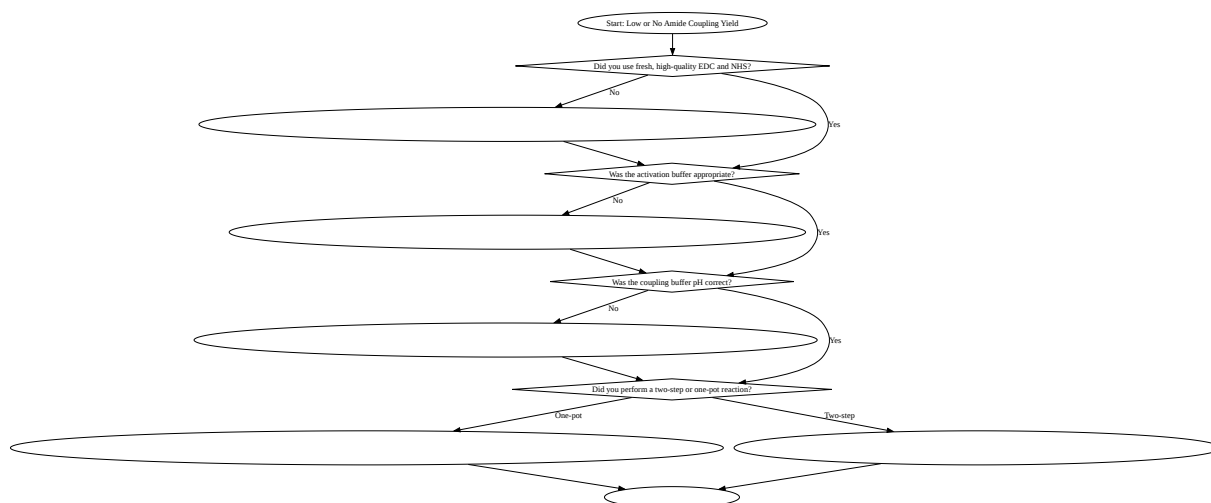 Start: Low or No Amide Coupling Yield
Did you use fresh, high-quality EDC and NHS?
No
Yes
Was the activation buffer appropriate?
No
Yes
Was the coupling buffer pH correct?
No
Yes
Did you perform a two-step or one-pot reaction?
One-pot
Two-step